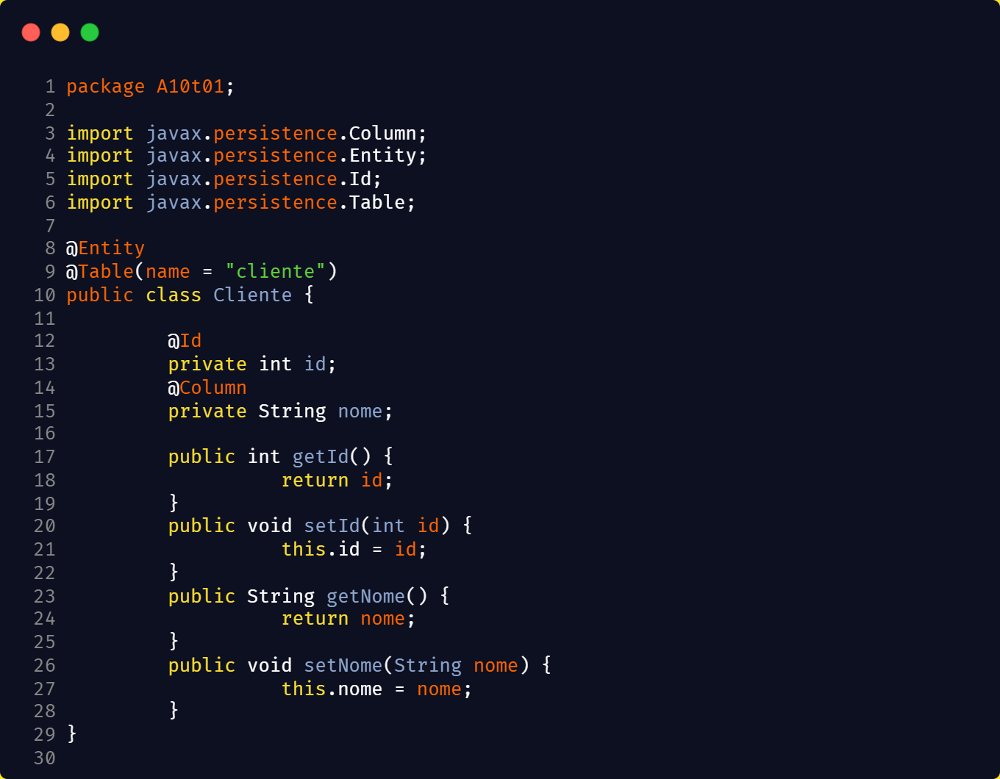 1 package A10t01;
2
3 import javax.persistence.Column;
4 import javax.persistence.Entity;
5 import javax.persistence.Id;
6 import javax.persistence.Table;
7
8 @Entity
9 @Table(name = "cliente")
10 public class Cliente {
11
12         @Id
13         private int id;
14         @Column
15         private String nome;
16
17         public int getId() {
18                   return id;
19         }
20         public void setId(int id) {
21                   this.id = id;
22         }
23         public String getNome() {
24                   return nome;
25         }
26         public void setNome(String nome) {
27                   this.nome = nome;
28         }
29 }
30